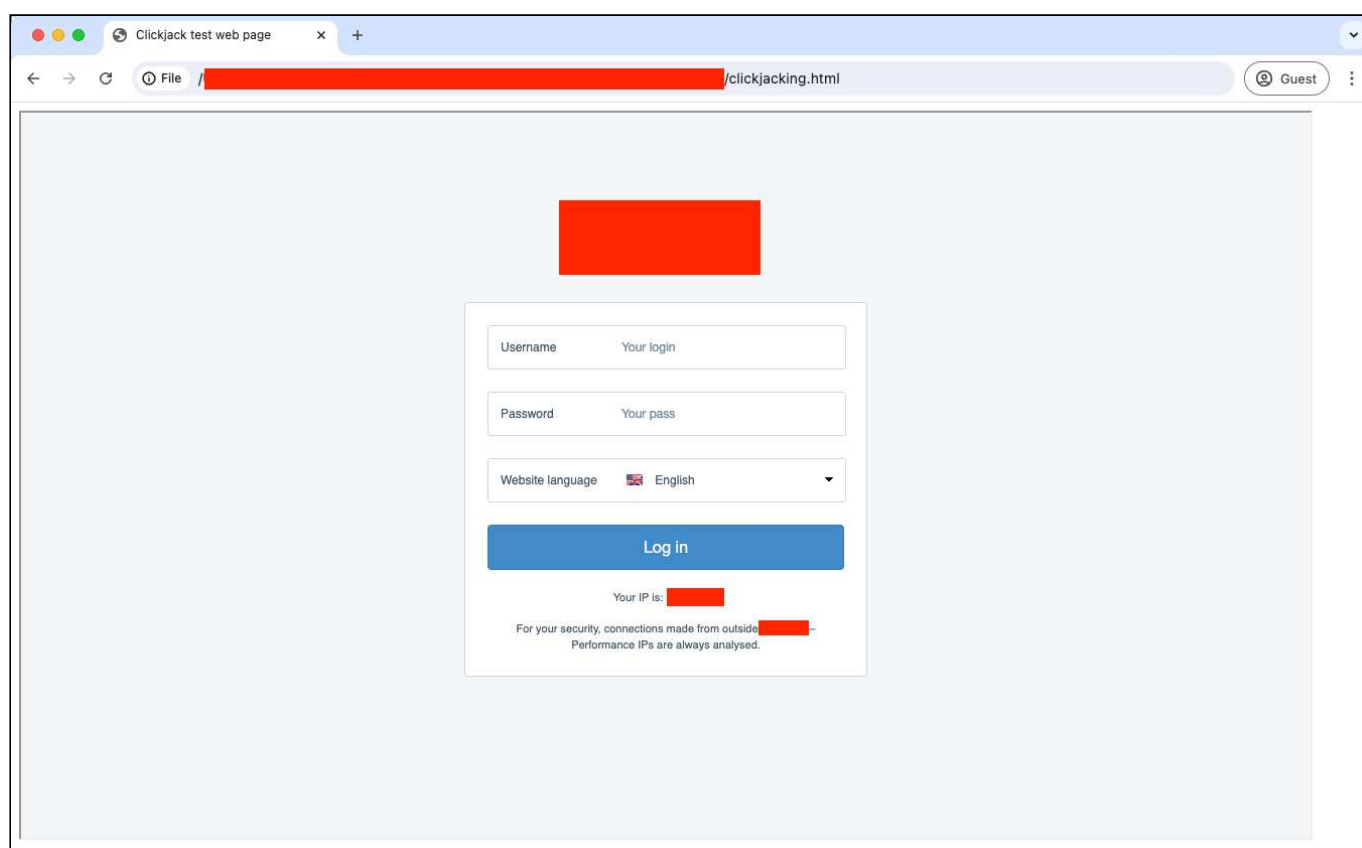 Clickjack test web page
File / /clickjacking.html
Guest
Username Your login
Password Your pass
Website language English
Log in
Your IP is:
For your security, connections made from outside –
Performance IPs are always analysed.